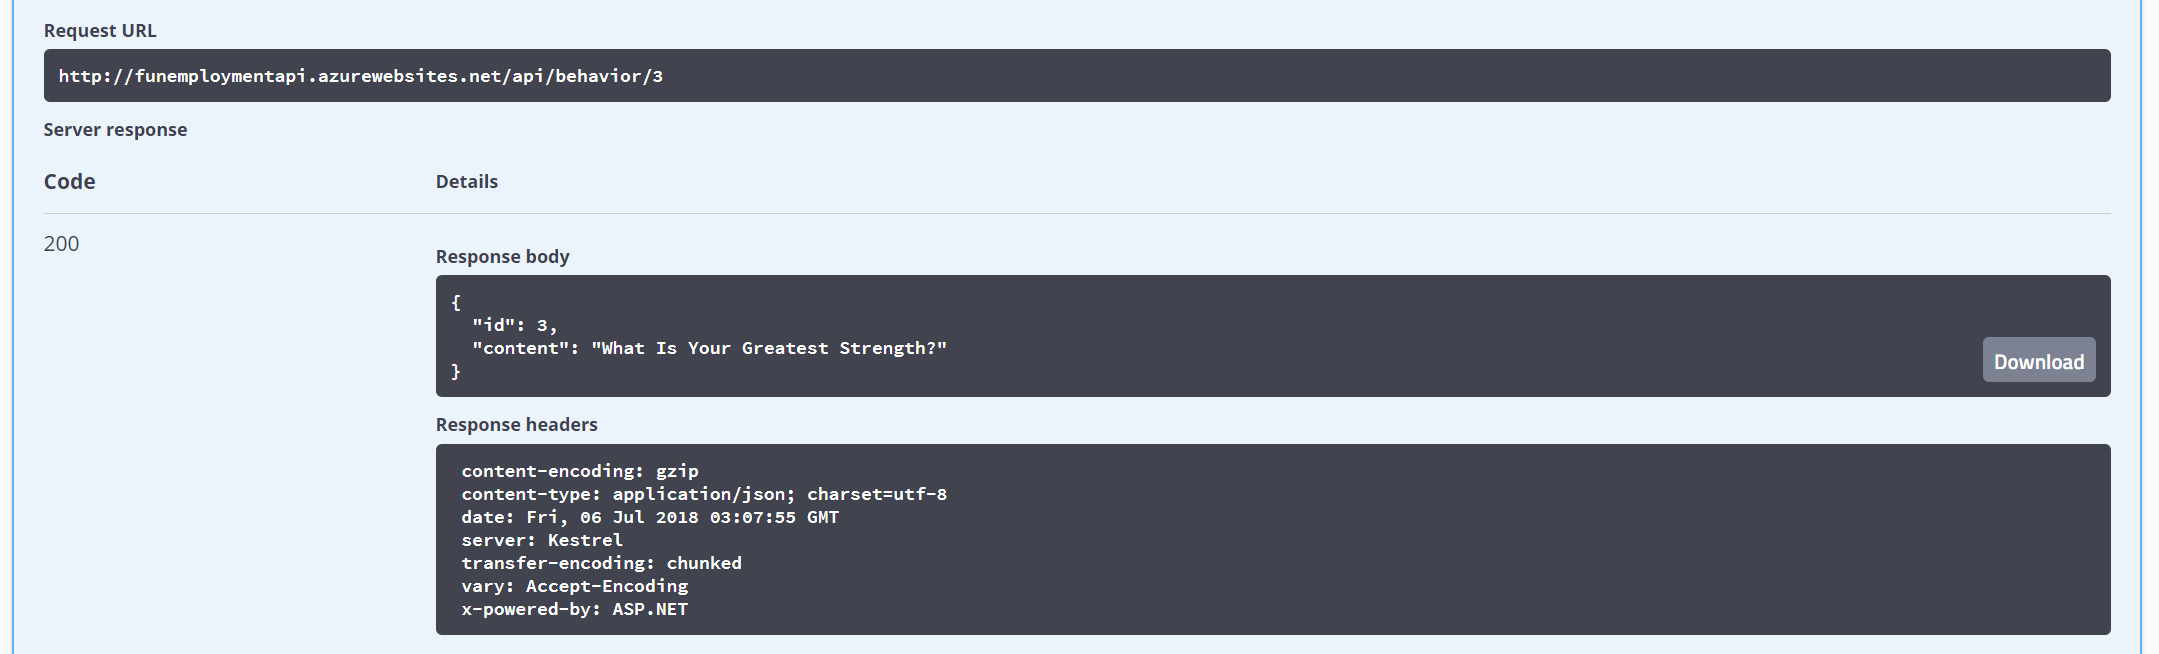 Request URL
http://funemploymentapi.azurewebsites.net/api/behavior/3
Server response
Code Details
200
Response body
{
"id": 3,
"content": "What Is Your Greatest Strength?"
}
Download
Response headers
content-encoding: gzip
content-type: application/json; charset=utf-8
date: Fri, 06 Jul 2018 03:07:55 GMT
server: Kestrel
transfer-encoding: chunked
vary: Accept-Encoding
x-powered-by: ASP.NET